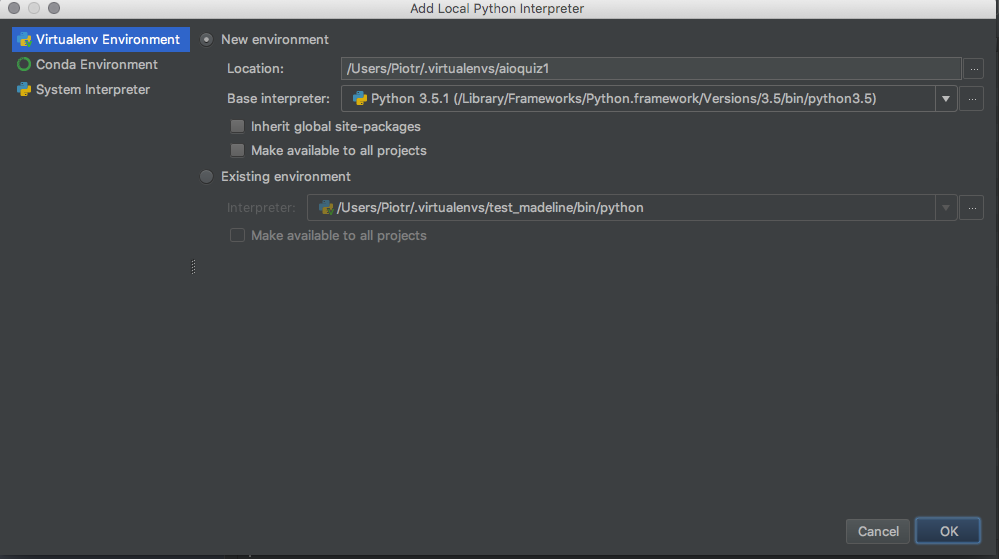 Add Local Python Interpreter
Virtualenv Environment
Conda Environment
System Interpreter
New environment
Location: /Users/Piotr/.virtualenvs/aioquiz1 ...
Base interpreter: Python 3.5.1 (/Library/Frameworks/Python.framework/Versions/3.5/bin/python3.5) ...
Inherit global site-packages
Make available to all projects
Existing environment
Interpreter: /Users/Piotr/.virtualenvs/test_madeline/bin/python ...
Make available to all projects
Cancel OK